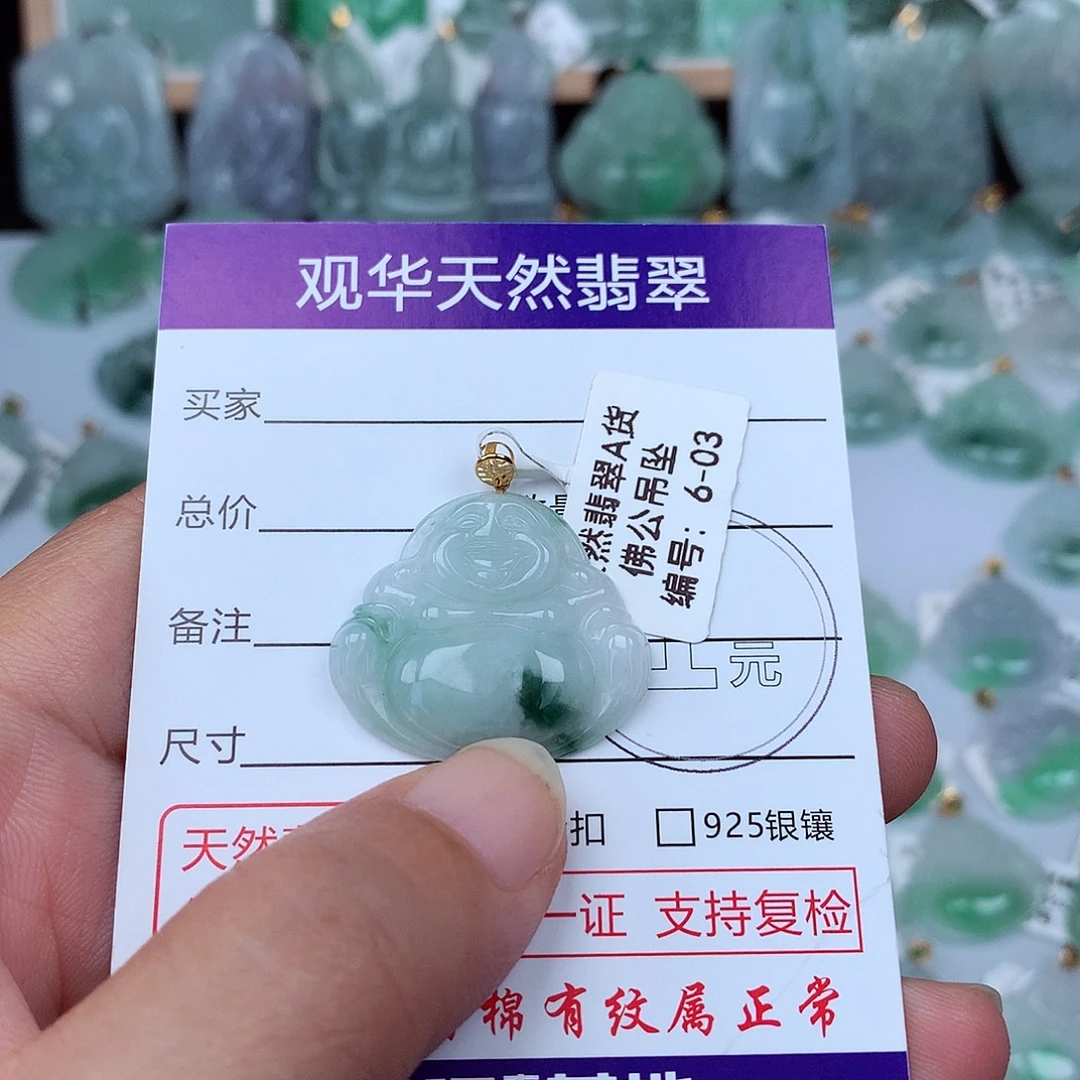 观华天然翡翠
买家
然翡翠A货
佛公吊坠
编号: 6-03
总价
备注
元
尺寸
天然
扣 □925银镶
一证 支持复检
棉有纹属正常